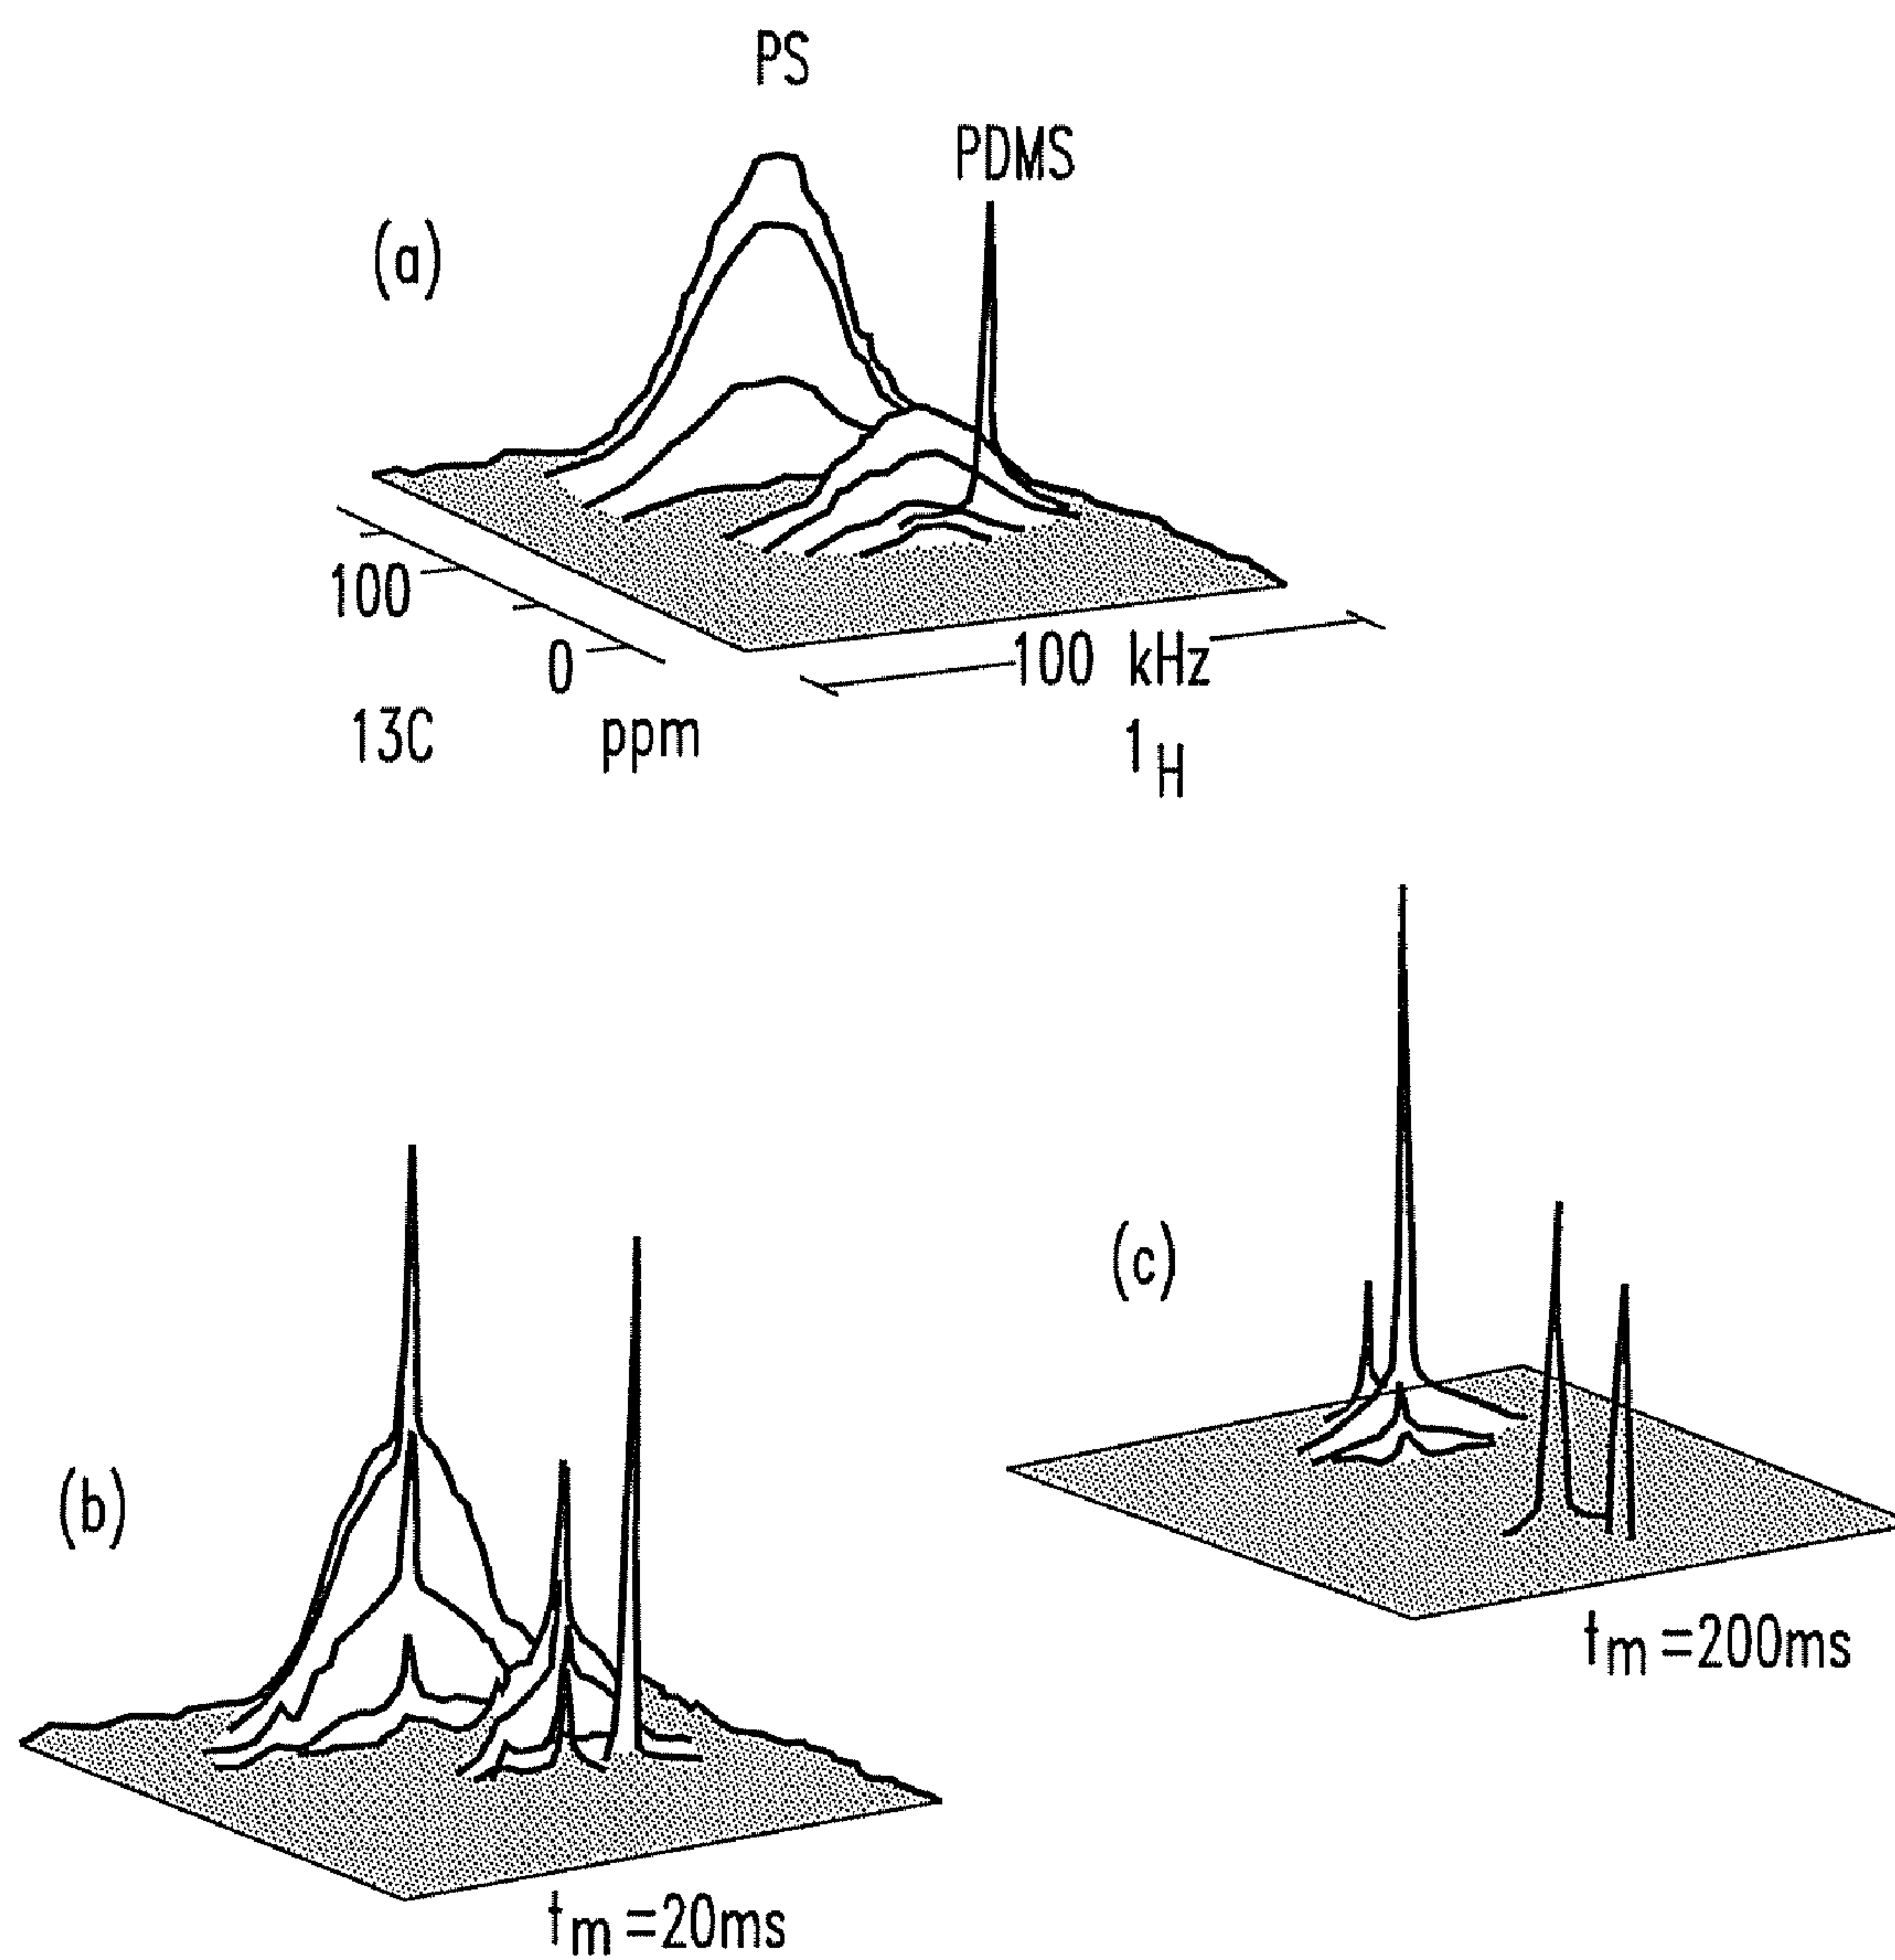 PS
PDMS
(a)
100
0
13C ppm
100 kHz
1H
(b)
tm =20ms
(c)
tm =200ms